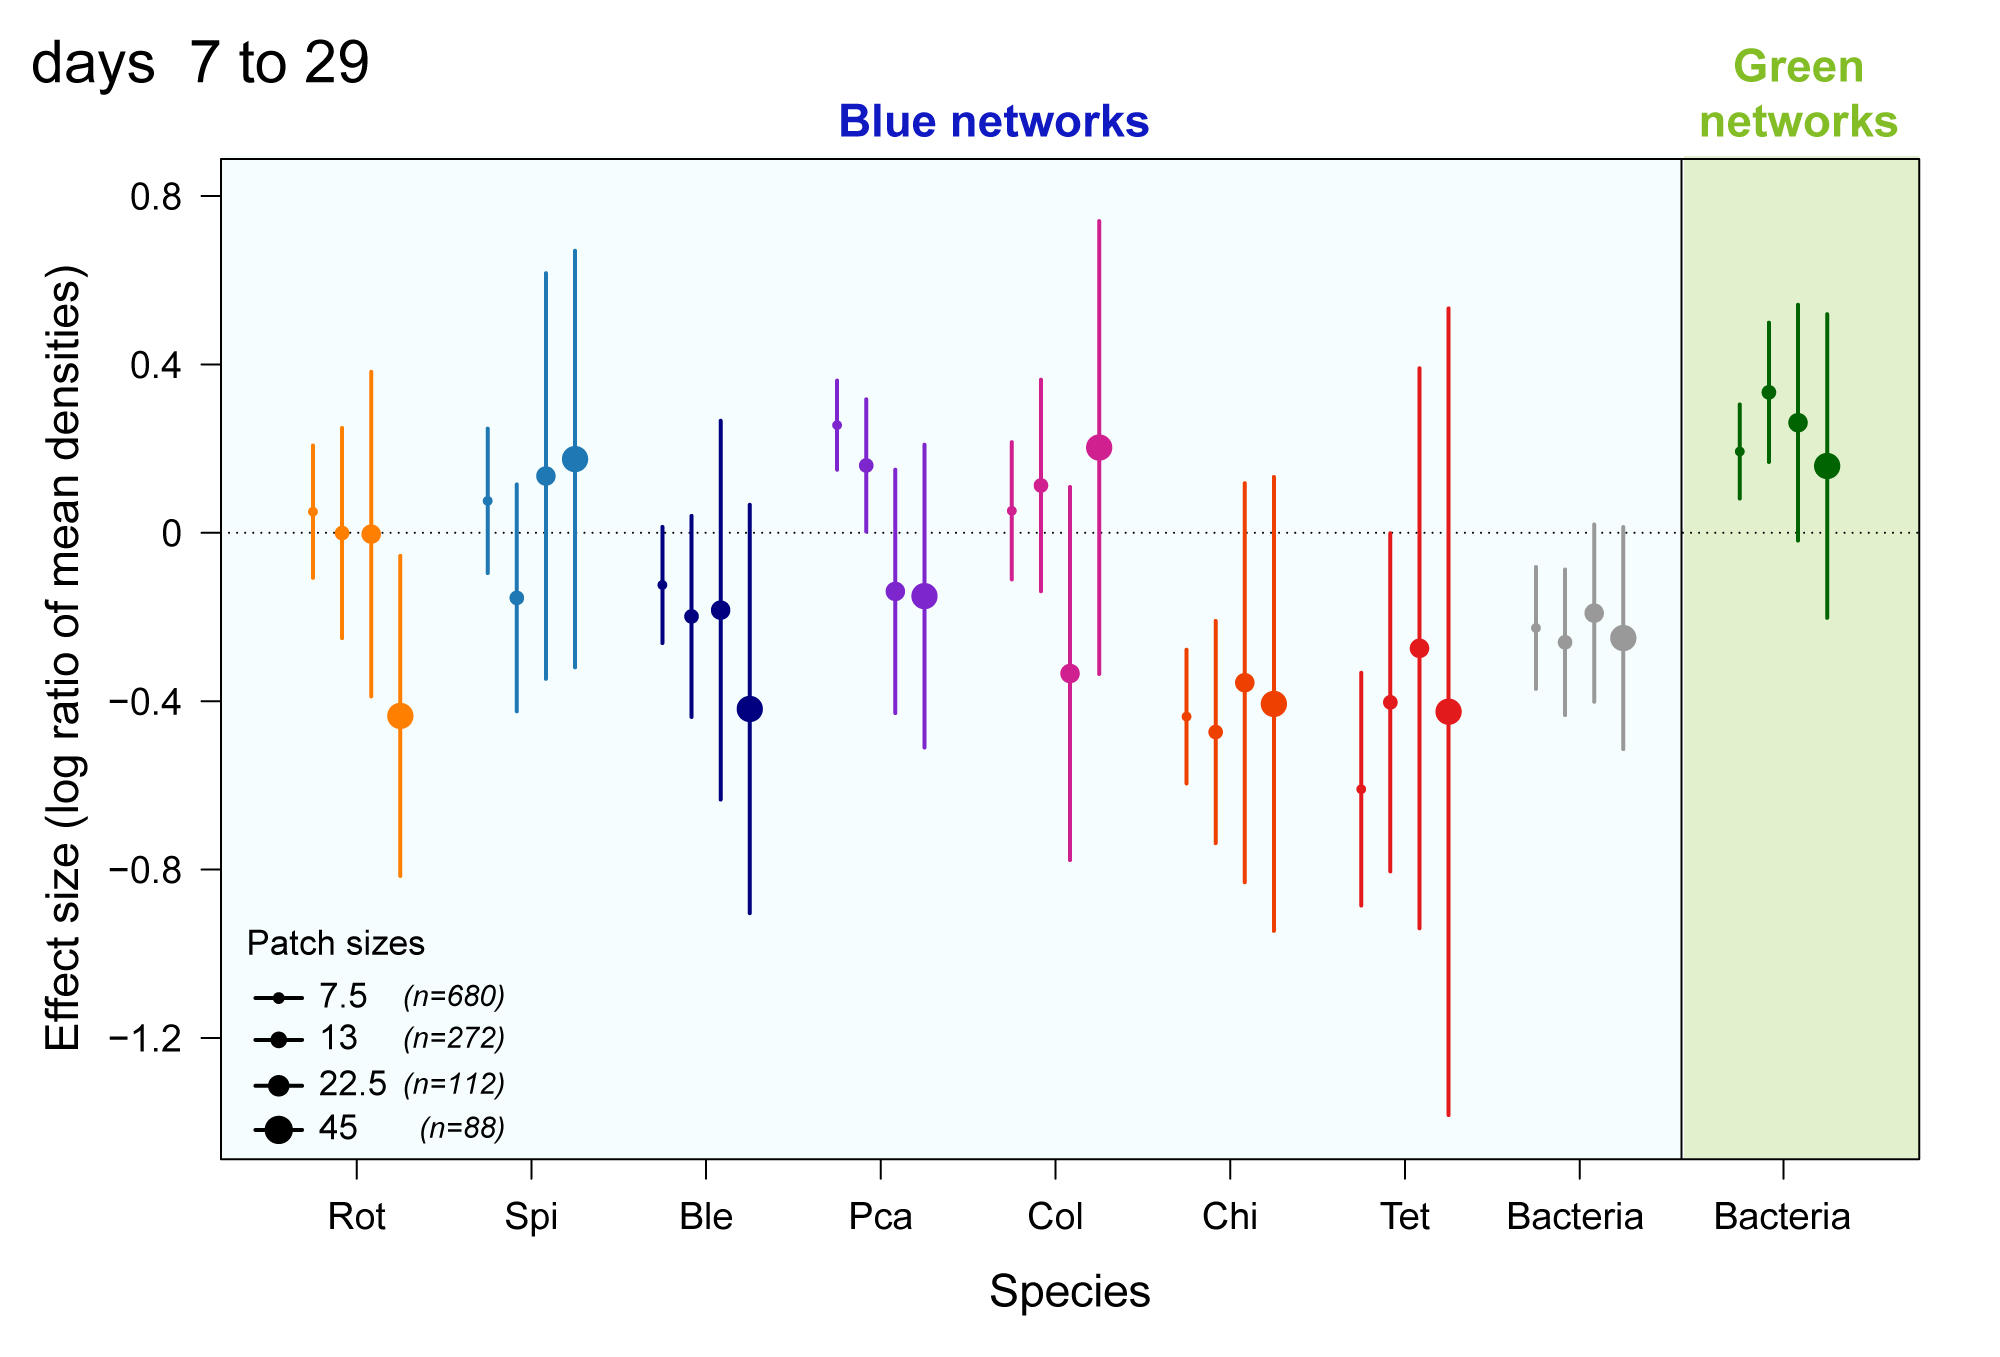 days 7 to 29
Green
networks
Blue networks
Effect size (log ratio of mean densities)
0.8
0.4
0
−0.4
−0.8
−1.2
Patch sizes
7.5 (n=680)
13 (n=272)
22.5 (n=112)
45 (n=88)
Rot Spi Ble Pca Col Chi Tet Bacteria Bacteria
Species